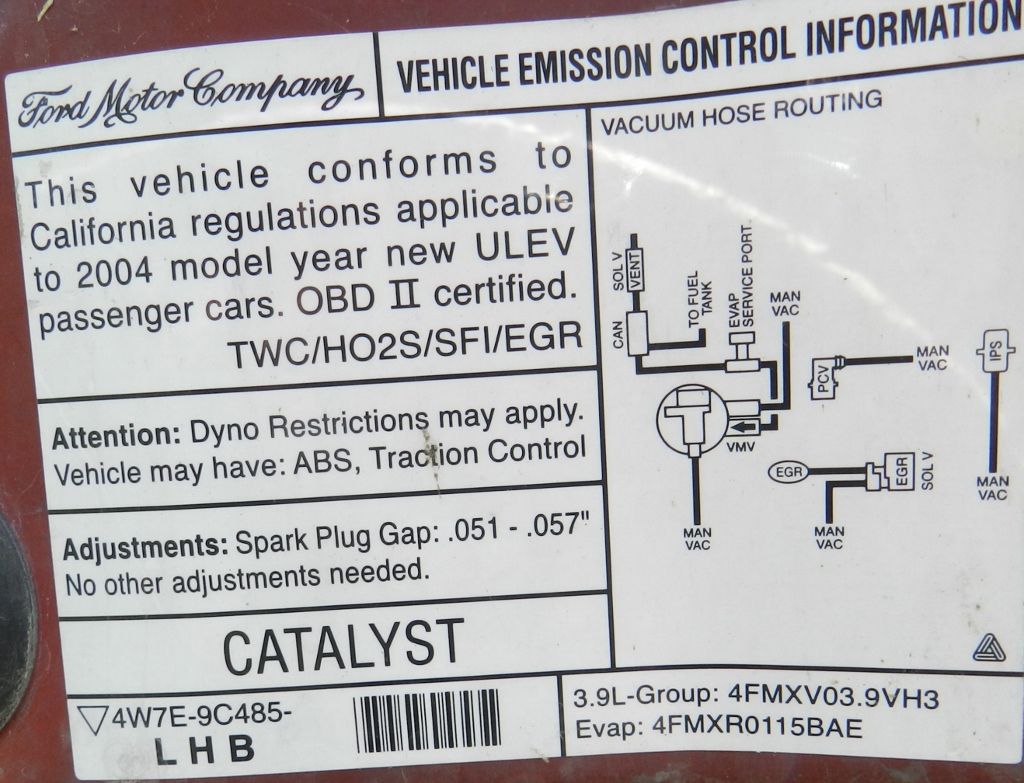 Ford Motor Company
VEHICLE EMISSION CONTROL INFORMATION
This vehicle conforms to
California regulations applicable
to 2004 model year new ULEV
passenger cars. OBD II certified.
TWC/HO2S/SFI/EGR
Attention: Dyno Restrictions may apply.
Vehicle may have: ABS, Traction Control
Adjustments: Spark Plug Gap: .051 - .057"
No other adjustments needed.
CATALYST
4W7E-9C485-
LHB
VACUUM HOSE ROUTING
SOL V
VENT
CAN
TO FUEL
TANK
EVAP
SERVICE PORT
MAN
VAC
PCV
MAN
VAC
IPS
MAN
VAC
VMV
MAN
VAC
EGR
EGR
SOL V
MAN
VAC
3.9L-Group: 4FMXV03.9VH3
Evap: 4FMXR0115BAE